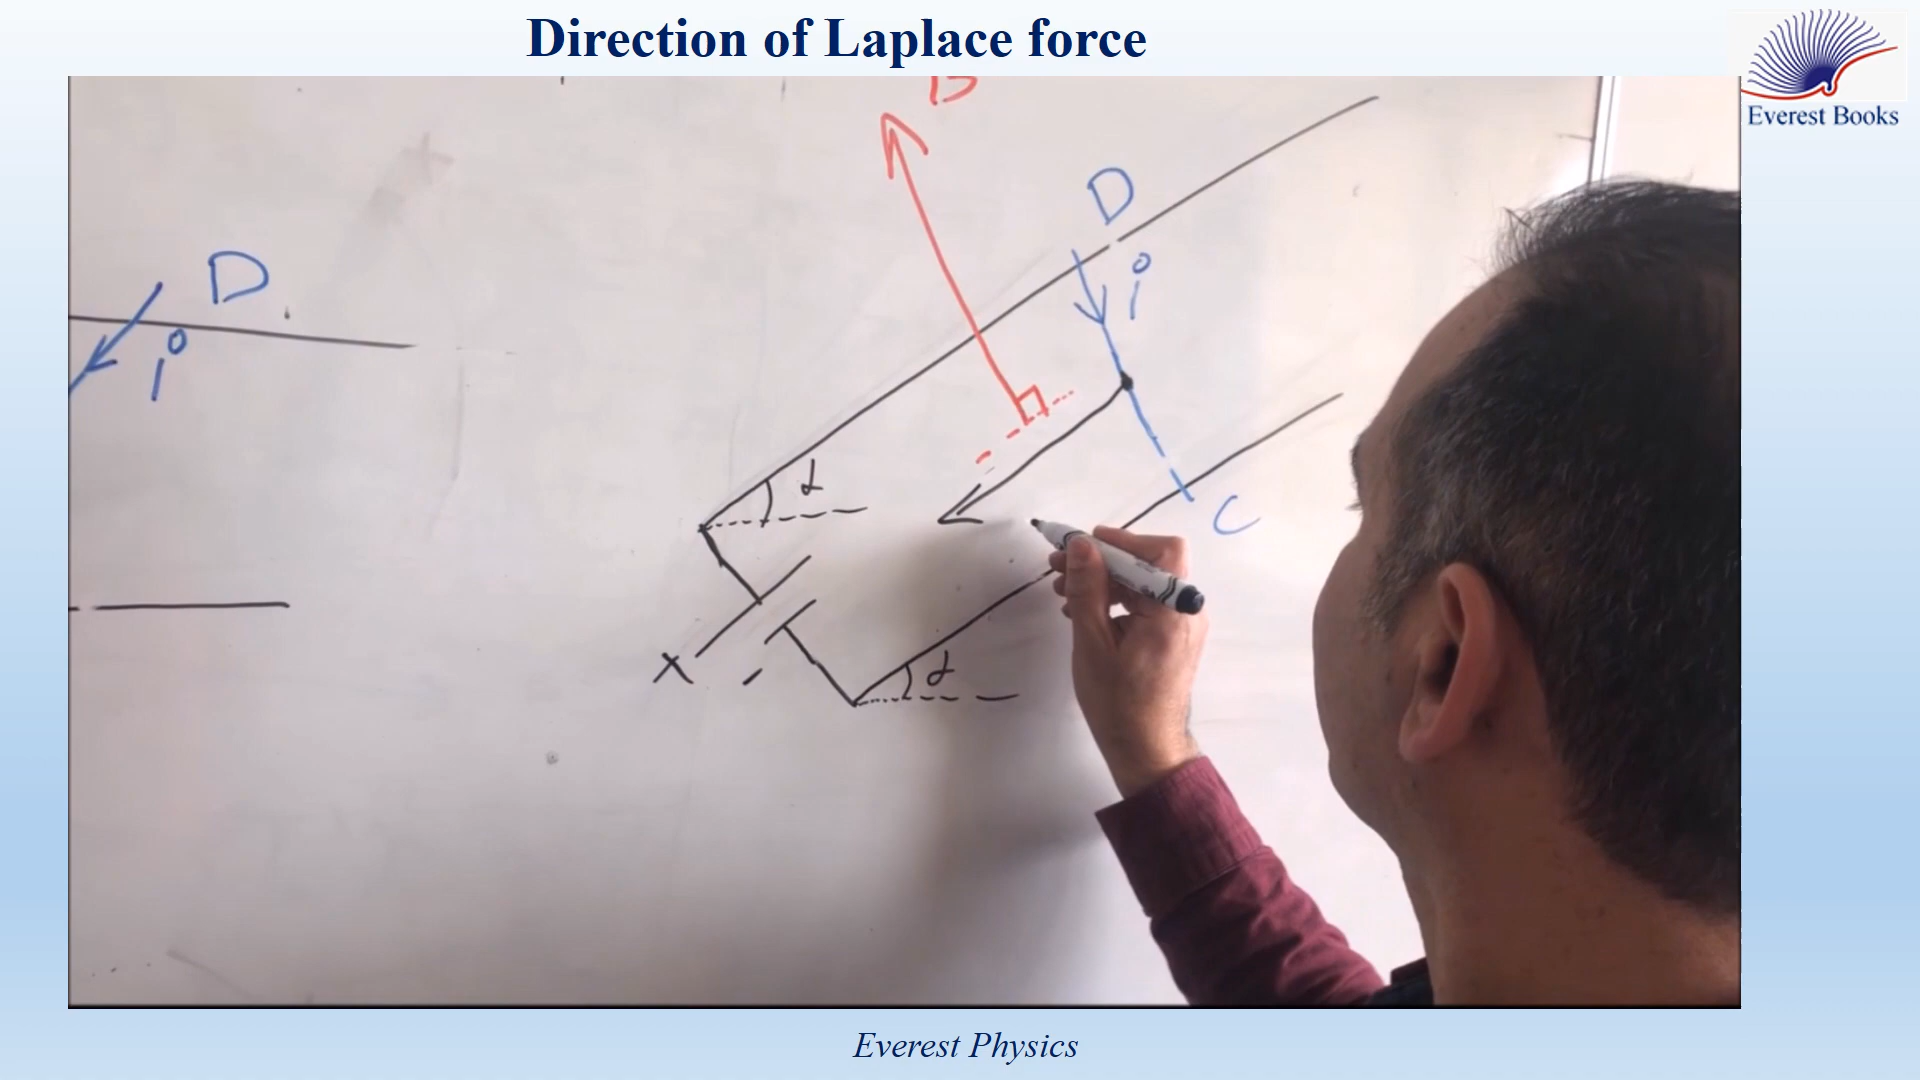 Direction of Laplace force
Everest Books
B
D
i
D
i
α
C
x
α
Everest Physics